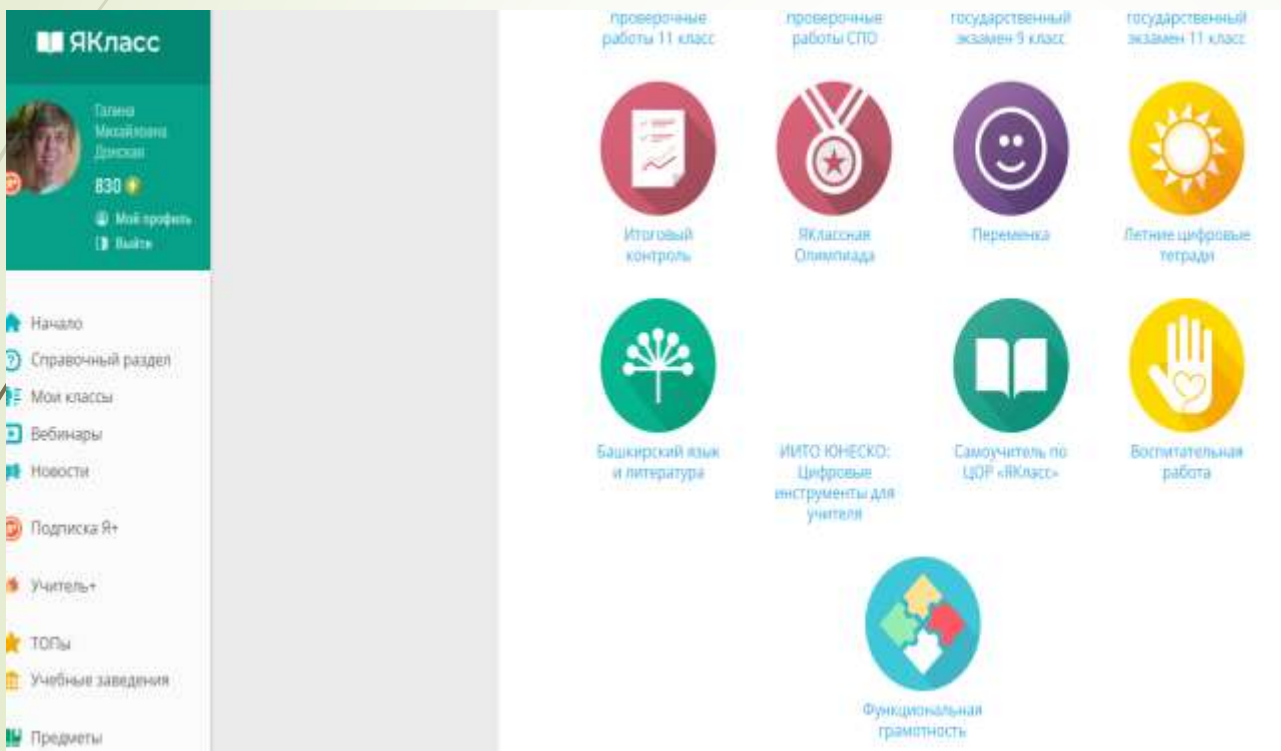 ЯКласс
Галина
Михайловна
Донская
830
Мой профиль
Выйти
Начало
Справочный раздел
Мои классы
Вебинары
Новости
Подписка Я+
Учитель+
ТОПы
Учебные заведения
Предметы
проверочные
работы 11 класс
проверочные
работы СПО
государственный
экзамен 9 класс
государственный
экзамен 11 класс
Итоговый
контроль
ЯКлассная
Олимпиада
Переменка
Летние цифровые
тетради
Башкирский язык
и литература
ИИТО ЮНЕСКО:
Цифровые
инструменты для
учителя
Самоучитель по
ЦОР «ЯКласс»
Воспитательная
работа
Функциональная
грамотность